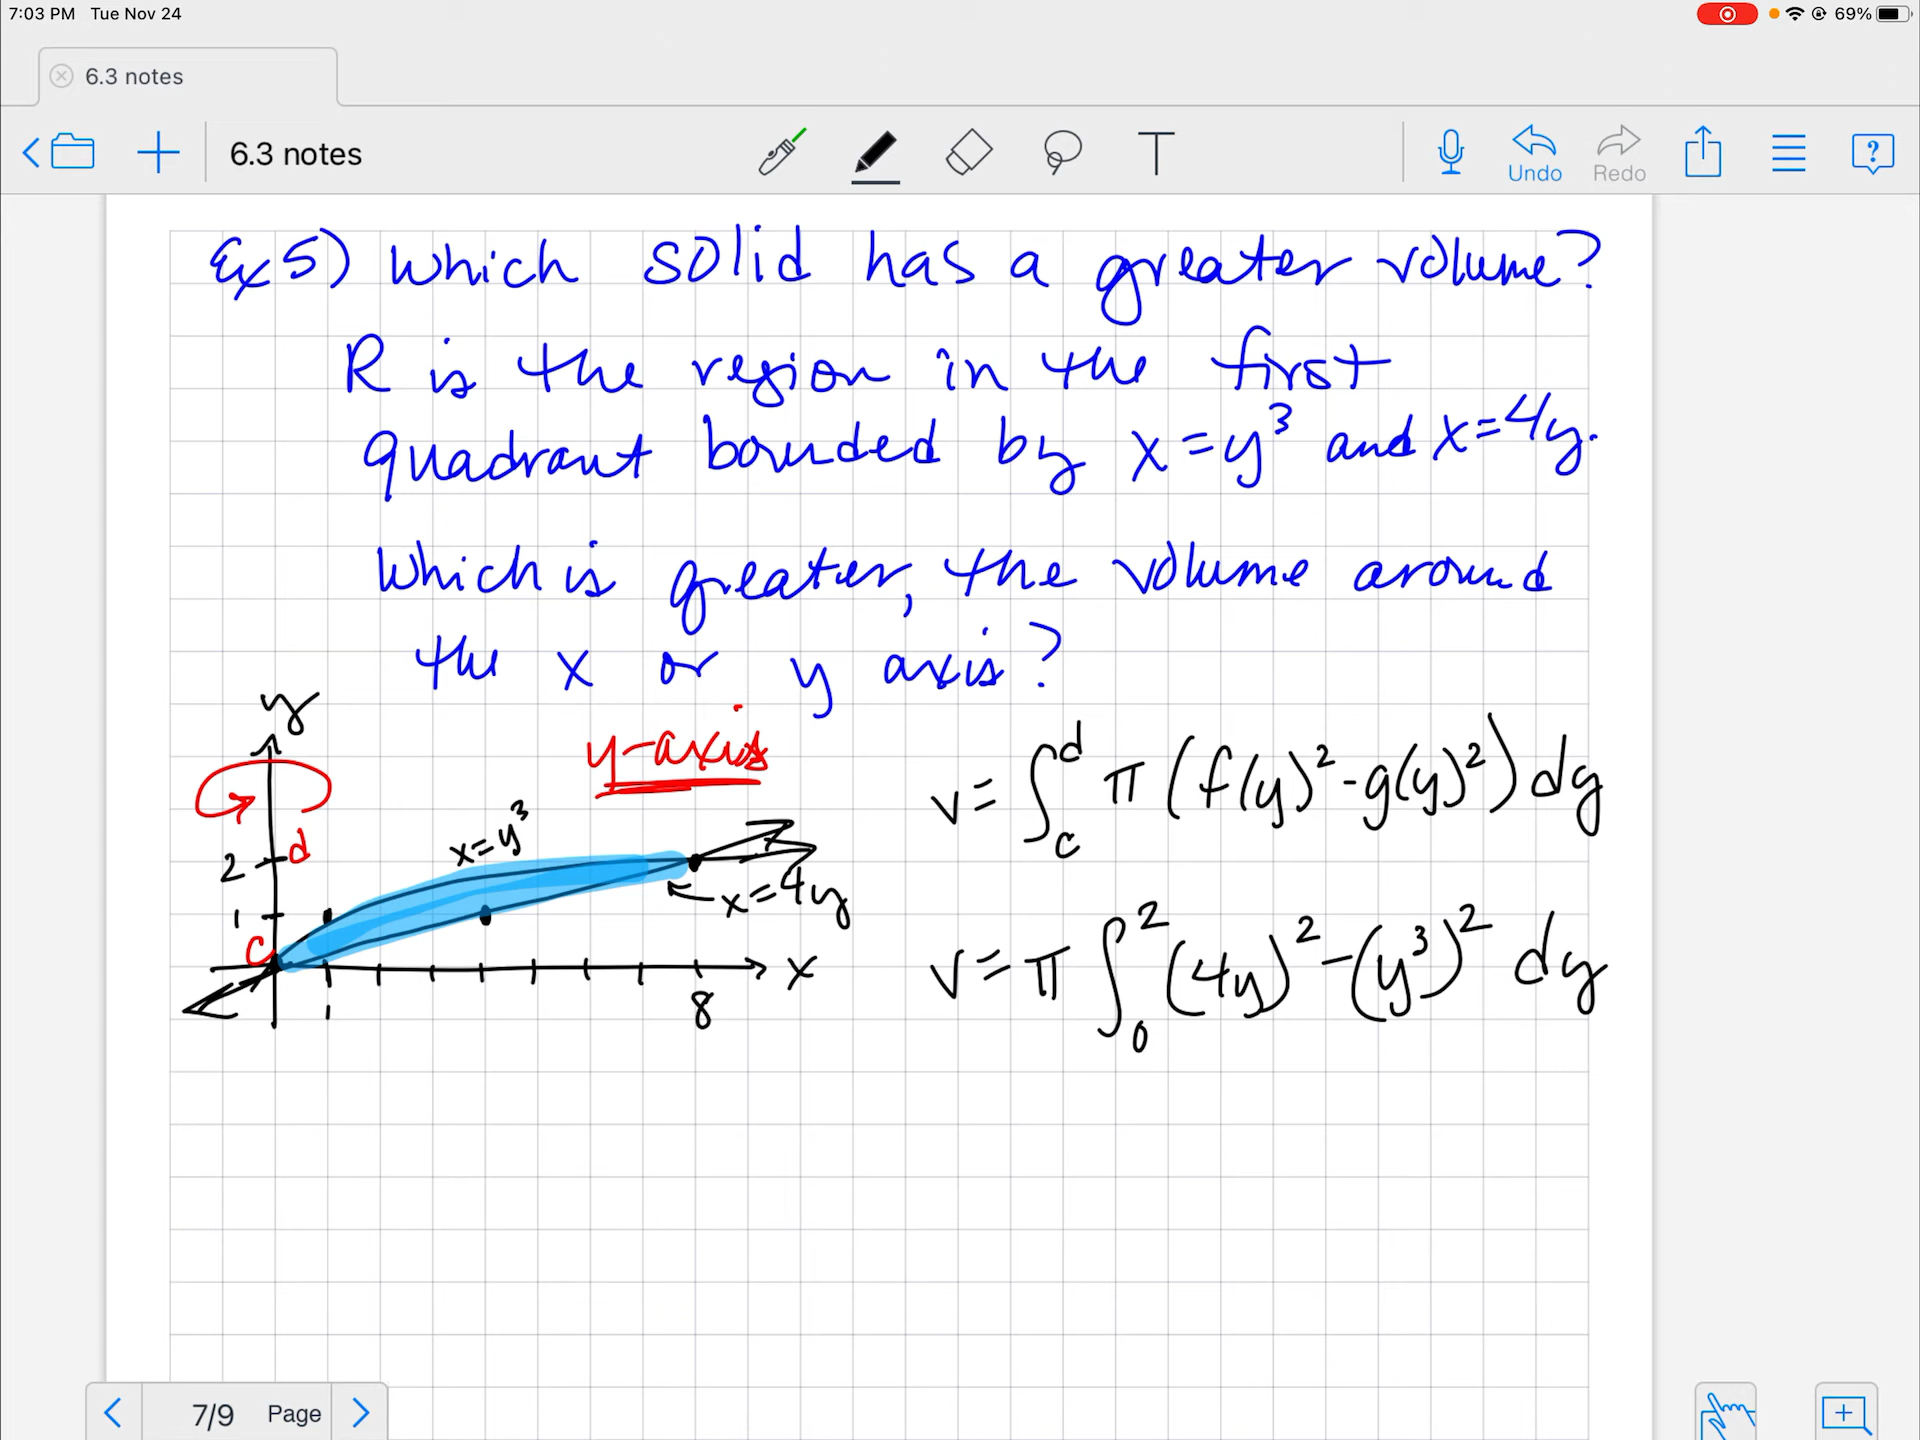 7:03 PM Tue Nov 24
69%
6.3 notes
6.3 notes
Undo
Redo
Ex 5) Which solid has a greater volume?
R is the region in the first
quadrant bounded by x = y³ and x = 4y.
Which is greater, the volume around
the x or y axis?
y
y-axis
V = ∫_c^d π (f(y)² - g(y)²) dy
d
x = y³
2
x = 4y
1
c
x
V = π ∫_0^2 (4y)² - (y³)² dy
1
8
7/9 Page